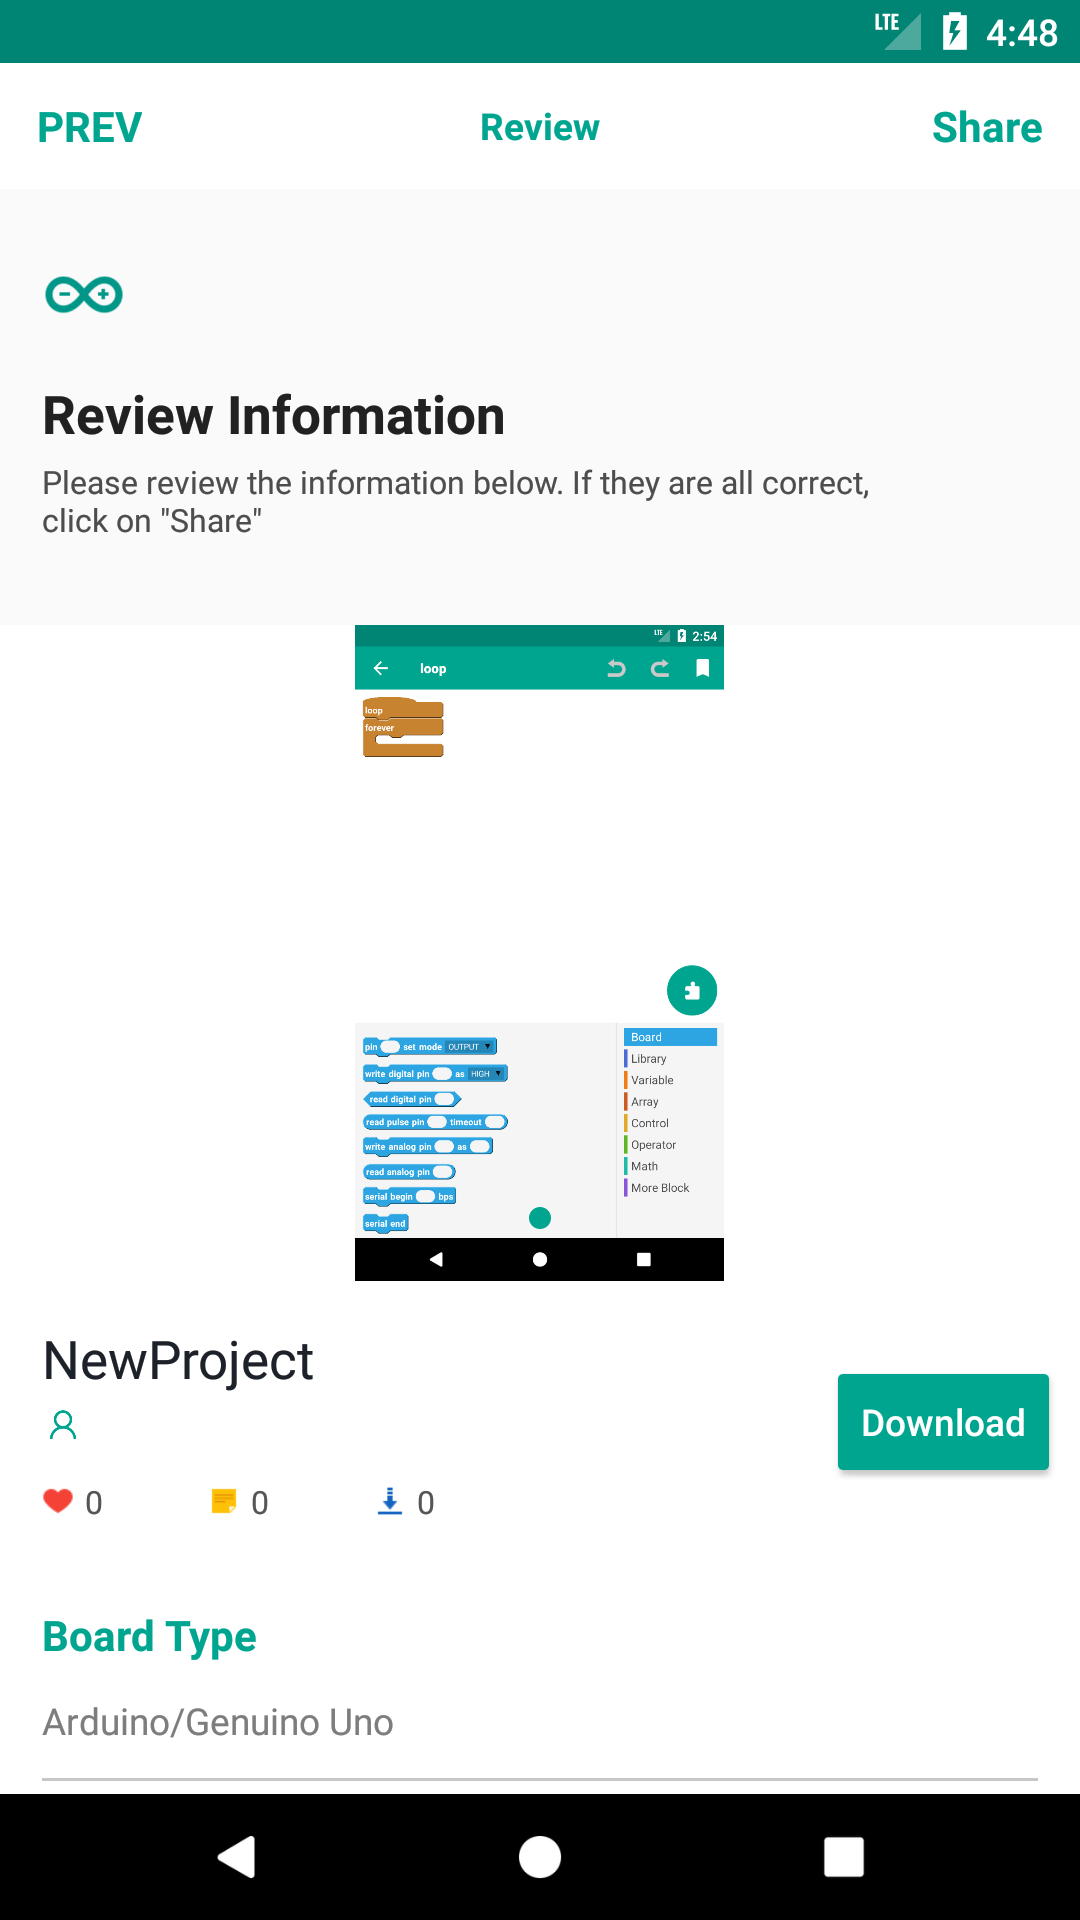 LTE 4:48
PREV Review Share
Review Information
Please review the information below. If they are all correct,
click on "Share"
LTE 2:54
loop
loop
forever
Board
pin set mode OUTPUT
Library
write digital pin as HIGH
Variable
read digital pin
Array
read pulse pin timeout
Control
write analog pin as
Operator
read analog pin
Math
serial begin bps
More Block
serial end
NewProject
Download
0 0 0
Board Type
Arduino/Genuino Uno